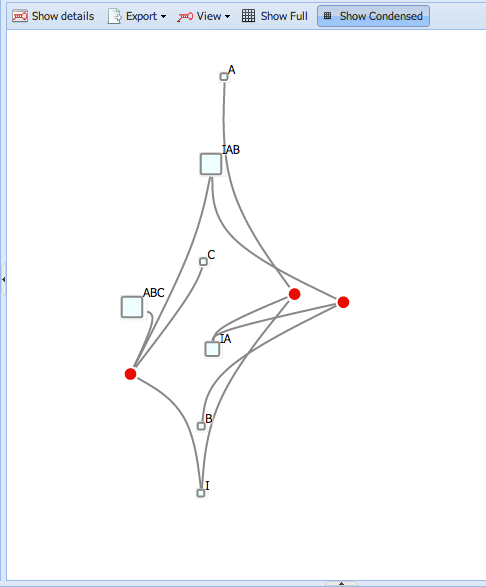 Show details Export View Show Full Show Condensed
A
IAB
C
ABC
IA
B
I